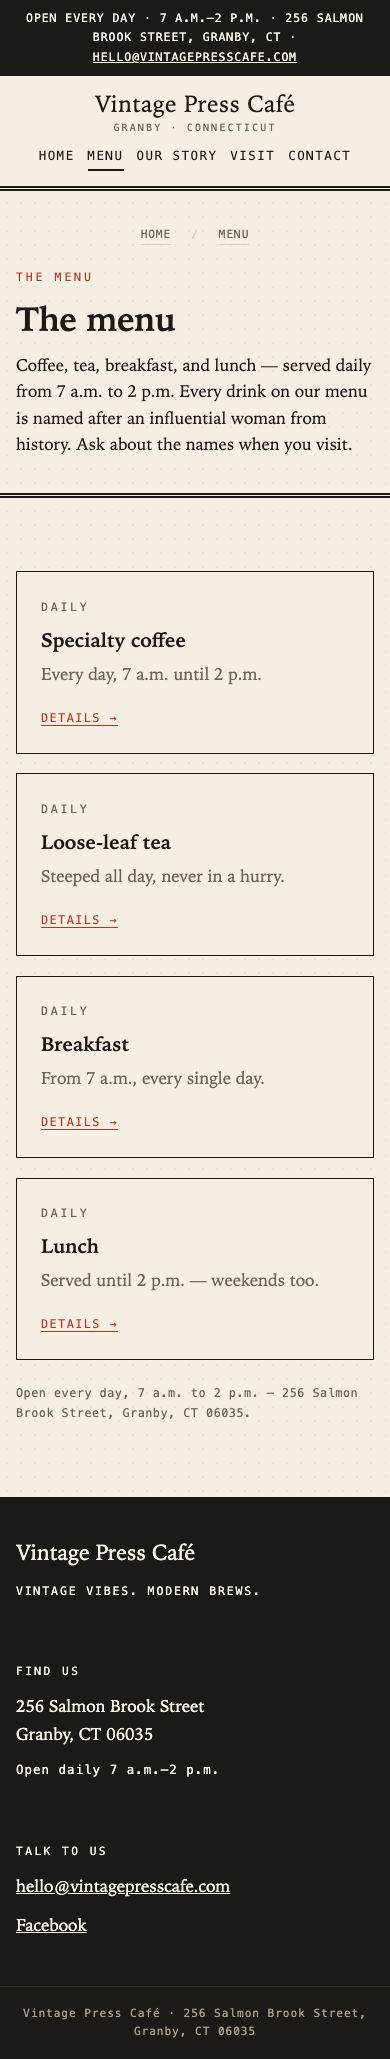 OPEN EVERY DAY · 7 A.M.–2 P.M. · 256 SALMON
BROOK STREET, GRANBY, CT ·
HELLO@VINTAGEPRESSCAFE.COM
Vintage Press Café
GRANBY · CONNECTICUT
HOME MENU OUR STORY VISIT CONTACT
HOME / MENU
THE MENU
The menu
Coffee, tea, breakfast, and lunch — served daily
from 7 a.m. to 2 p.m. Every drink on our menu
is named after an influential woman from
history. Ask about the names when you visit.
DAILY
Specialty coffee
Every day, 7 a.m. until 2 p.m.
DETAILS →
DAILY
Loose-leaf tea
Steeped all day, never in a hurry.
DETAILS →
DAILY
Breakfast
From 7 a.m., every single day.
DETAILS →
DAILY
Lunch
Served until 2 p.m. — weekends too.
DETAILS →
Open every day, 7 a.m. to 2 p.m. — 256 Salmon
Brook Street, Granby, CT 06035.
Vintage Press Café
VINTAGE VIBES. MODERN BREWS.
FIND US
256 Salmon Brook Street
Granby, CT 06035
Open daily 7 a.m.–2 p.m.
TALK TO US
hello@vintagepresscafe.com
Facebook
Vintage Press Café · 256 Salmon Brook Street,
Granby, CT 06035